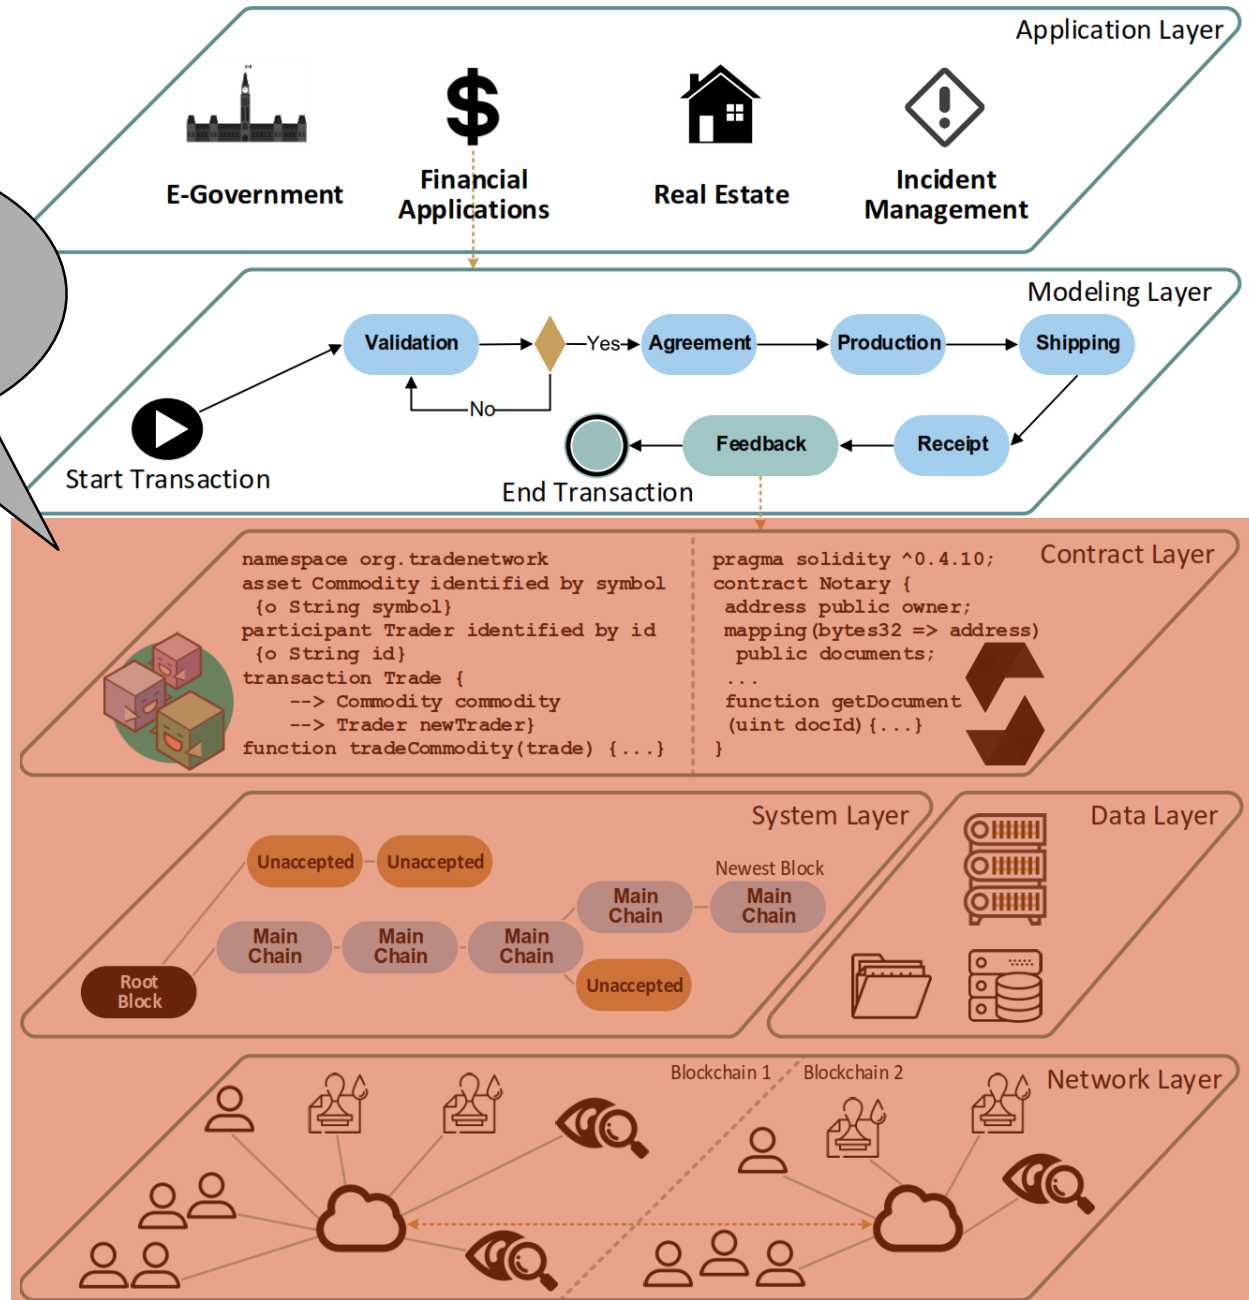 Application Layer
E-Government
Financial
Applications
Real Estate
Incident
Management
Modeling Layer
Validation
Yes
Agreement
Production
Shipping
No
Start Transaction
End Transaction
Feedback
Receipt
Contract Layer
namespace org.tradenetwork
asset Commodity identified by symbol
{o String symbol}
participant Trader identified by id
{o String id}
transaction Trade {
--> Commodity commodity
--> Trader newTrader}
function tradeCommodity(trade) {...}
pragma solidity ^0.4.10;
contract Notary {
address public owner;
mapping(bytes32 => address)
public documents;
...
function getDocument
(uint docId){...}
}
System Layer
Unaccepted
Unaccepted
Newest Block
Main
Chain
Main
Chain
Main
Chain
Main
Chain
Main
Chain
Unaccepted
Root
Block
Data Layer
Blockchain 1
Blockchain 2
Network Layer